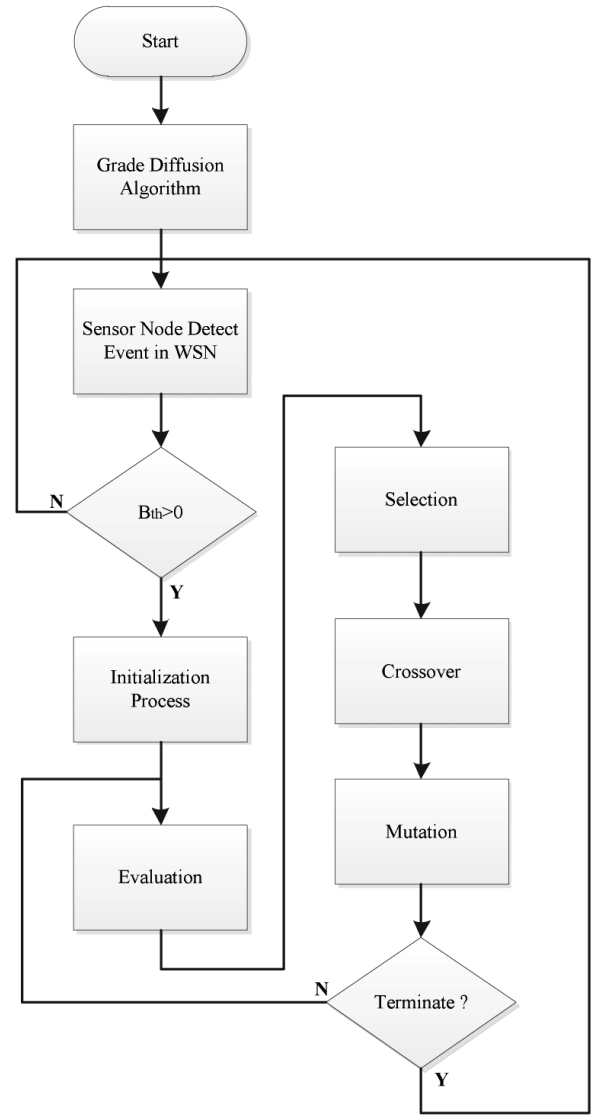 Start
Grade Diffusion
Algorithm
Sensor Node Detect
Event in WSN
N
Bth>0
Y
Initialization
Process
Evaluation
Selection
Crossover
Mutation
N
Terminate ?
Y